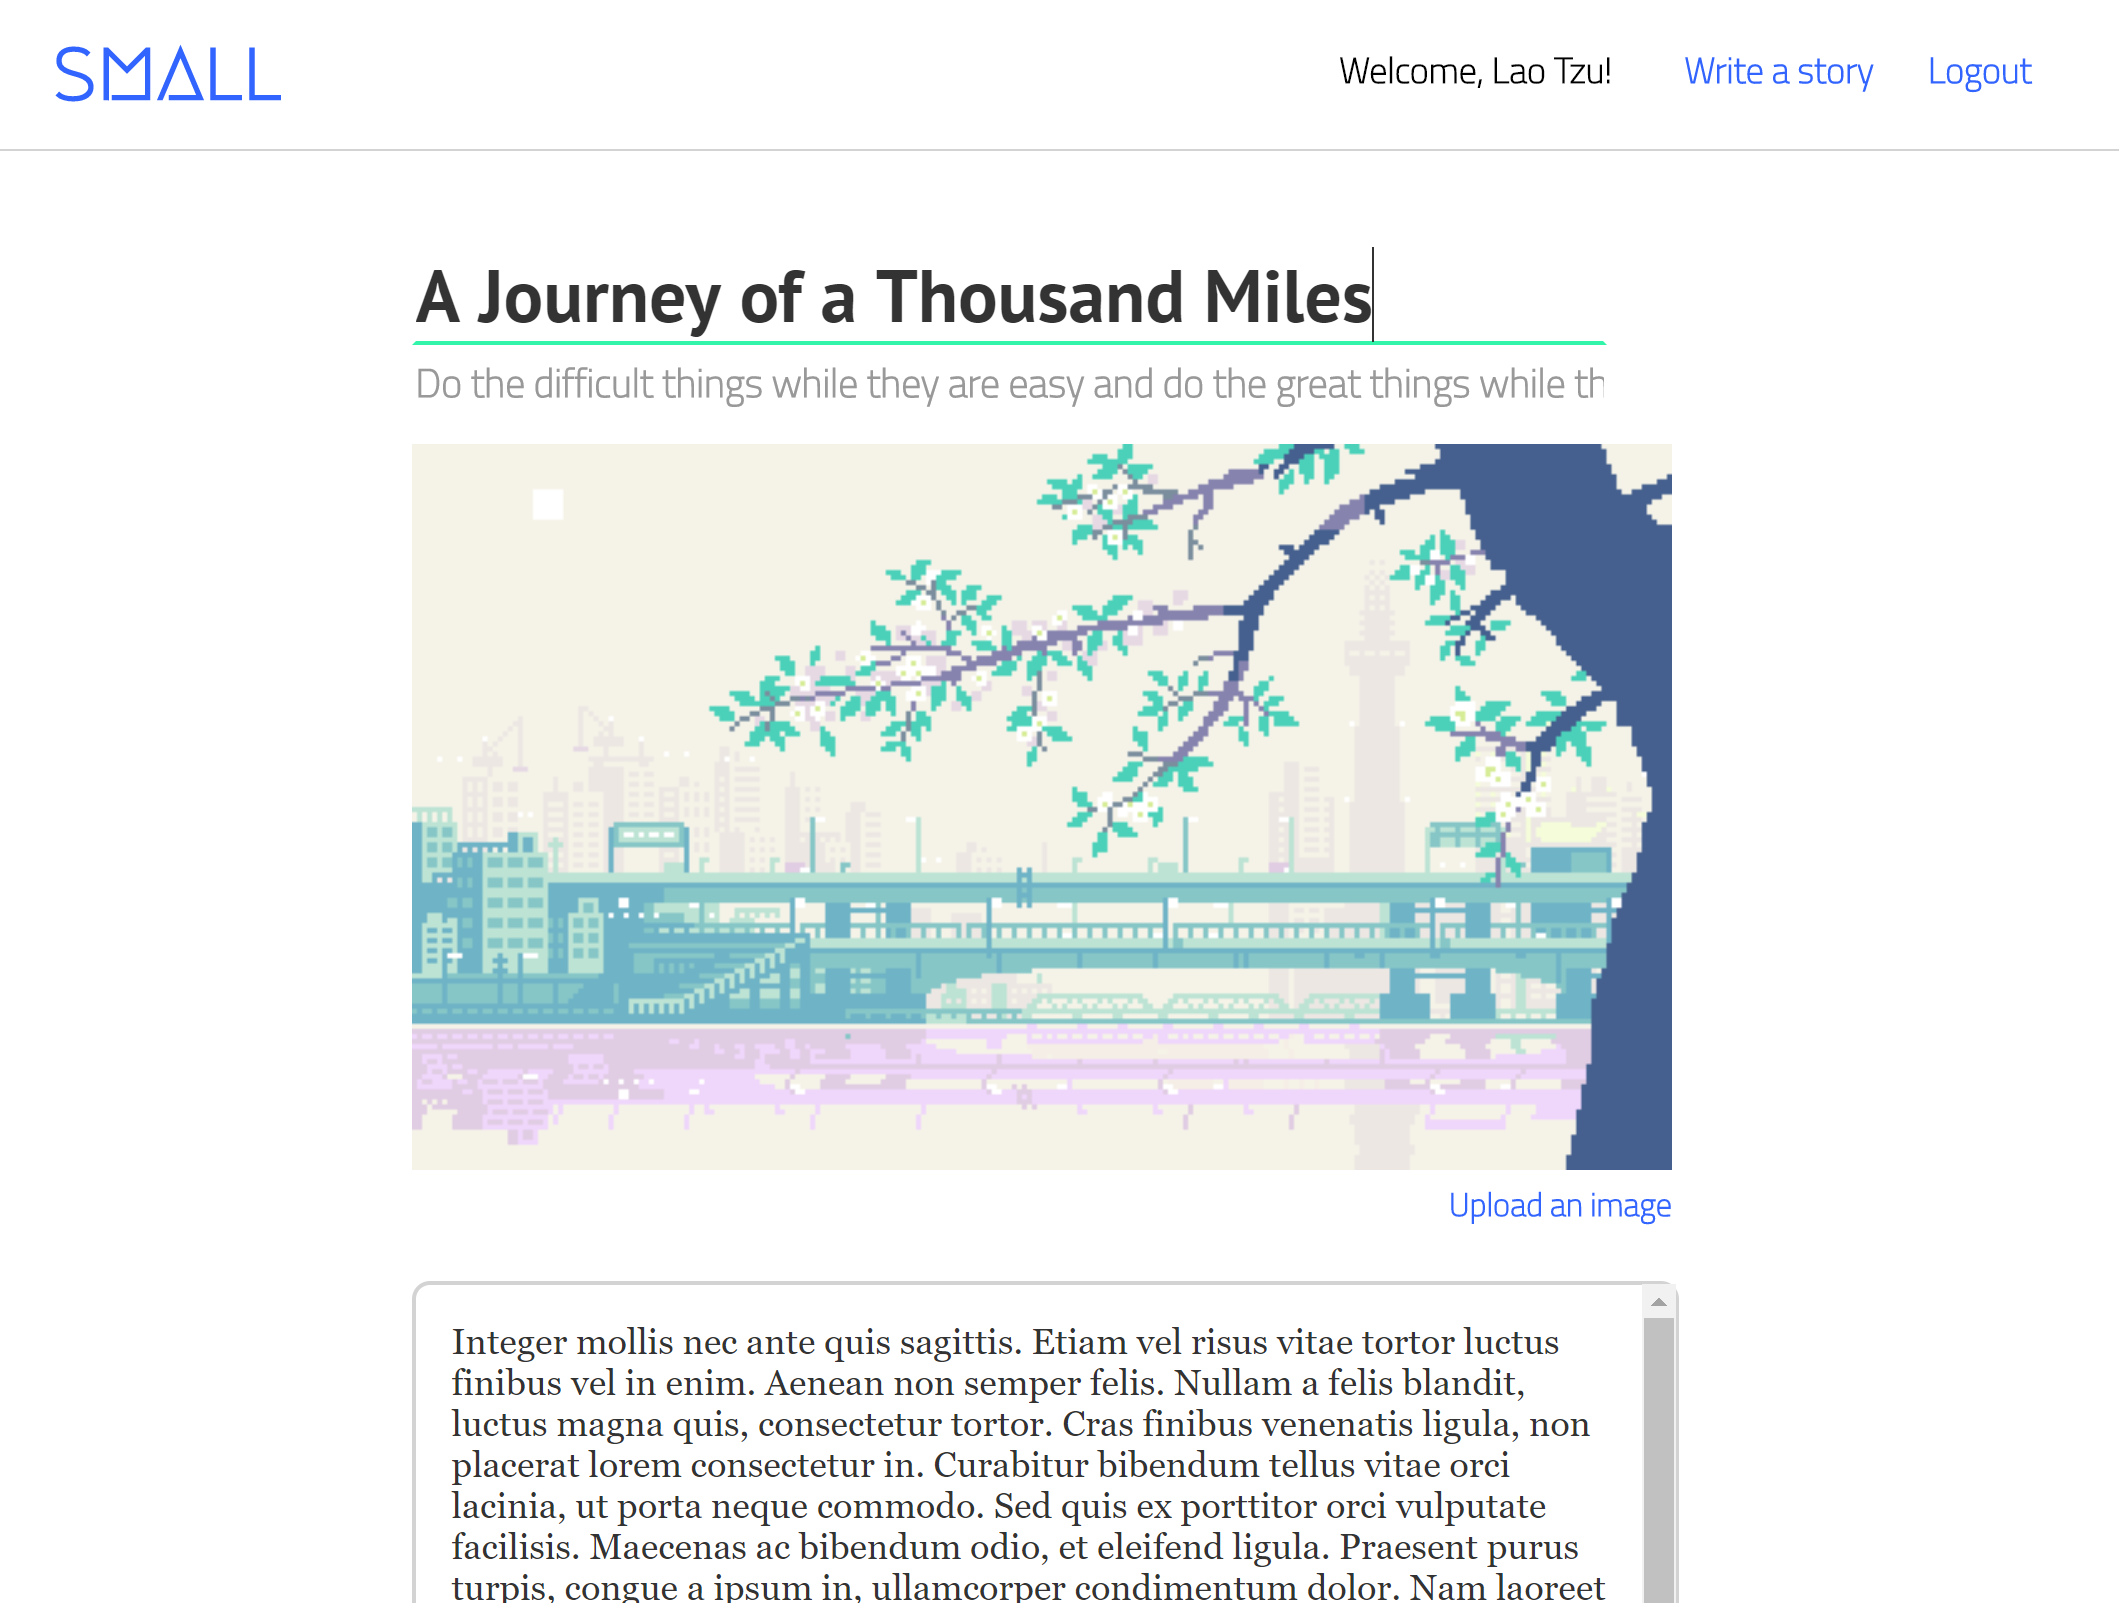 SMALL
Welcome, Lao Tzu!
Write a story
Logout
A Journey of a Thousand Miles
Do the difficult things while they are easy and do the great things while th
Upload an image
Integer mollis nec ante quis sagittis. Etiam vel risus vitae tortor luctus
finibus vel in enim. Aenean non semper felis. Nullam a felis blandit,
luctus magna quis, consectetur tortor. Cras finibus venenatis ligula, non
placerat lorem consectetur in. Curabitur bibendum tellus vitae orci
lacinia, ut porta neque commodo. Sed quis ex porttitor orci vulputate
facilisis. Maecenas ac bibendum odio, et eleifend ligula. Praesent purus
turpis, congue a ipsum in, ullamcorper condimentum dolor. Nam laoreet